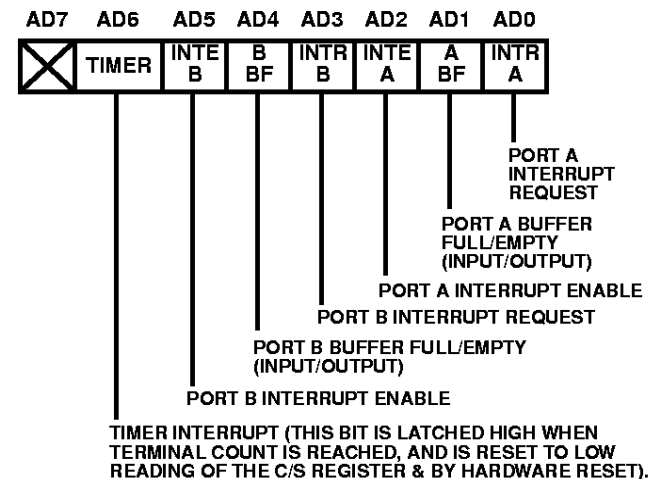 AD7 AD6 AD5 AD4 AD3 AD2 AD1 AD0
TIMER
INTE
B
B
BF
INTR
B
INTE
A
A
BF
INTR
A
PORT A
INTERRUPT
REQUEST
PORT A BUFFER
FULL/EMPTY
(INPUT/OUTPUT)
PORT A INTERRUPT ENABLE
PORT B INTERRUPT REQUEST
PORT B BUFFER FULL/EMPTY
(INPUT/OUTPUT)
PORT B INTERRUPT ENABLE
TIMER INTERRUPT (THIS BIT IS LATCHED HIGH WHEN
TERMINAL COUNT IS REACHED, AND IS RESET TO LOW
READING OF THE C/S REGISTER & BY HARDWARE RESET).